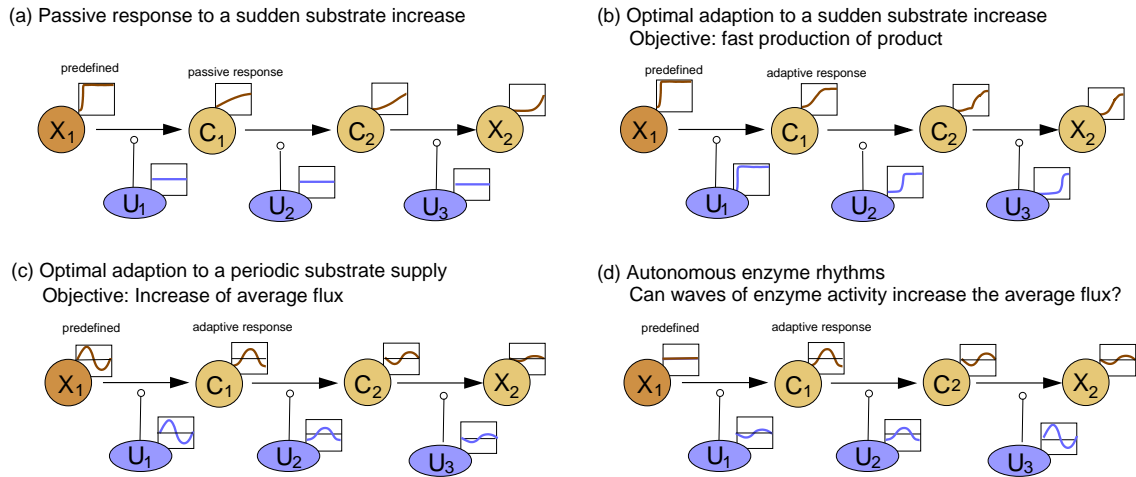 (a) Passive response to a sudden substrate increase
predefined
passive response
X1
C1
C2
X2
U1
U2
U3
(b) Optimal adaption to a sudden substrate increase
Objective: fast production of product
predefined
adaptive response
X1
C1
C2
X2
U1
U2
U3
(c) Optimal adaption to a periodic substrate supply
Objective: Increase of average flux
predefined
adaptive response
X1
C1
C2
X2
U1
U2
U3
(d) Autonomous enzyme rhythms
Can waves of enzyme activity increase the average flux?
predefined
adaptive response
X1
C1
C2
X2
U1
U2
U3